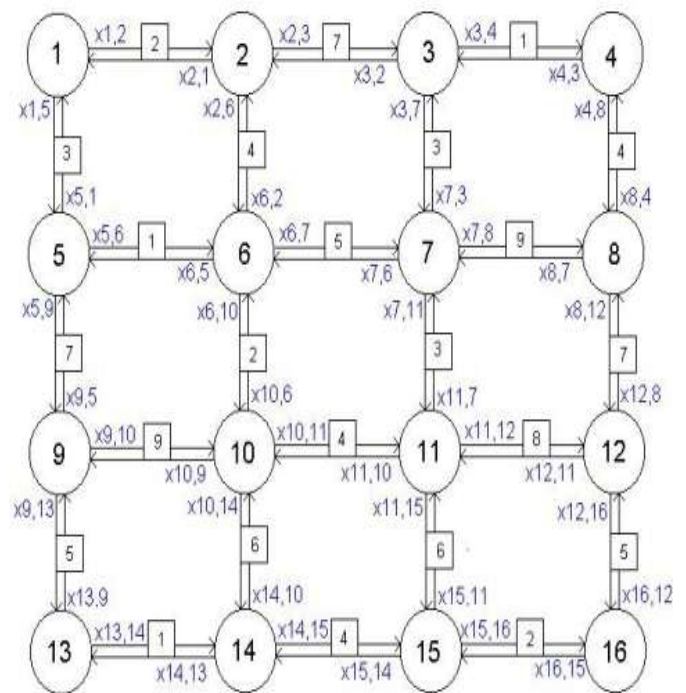 x1,2 2 x2,3 7 x3,4 1
1 2 3 4
x2,1 x3,2 x4,3
x1,5 x2,6 x3,7 x4,8
3 4 3 4
x5,1 x6,2 x7,3 x8,4
x5,6 1 x6,7 5 x7,8 9
5 6 7 8
x6,5 x7,6 x8,7
x5,9 x6,10 x7,11 x8,12
7 2 3 7
x9,5 x10,6 x11,7 x12,8
x9,10 9 x10,11 4 x11,12 8
9 10 11 12
x10,9 x11,10 x12,11
x9,13 x10,14 x11,15 x12,16
5 6 6 5
x13,9 x14,10 x15,11 x16,12
x13,14 1 x14,15 4 x15,16 2
13 14 15 16
x14,13 x15,14 x16,15